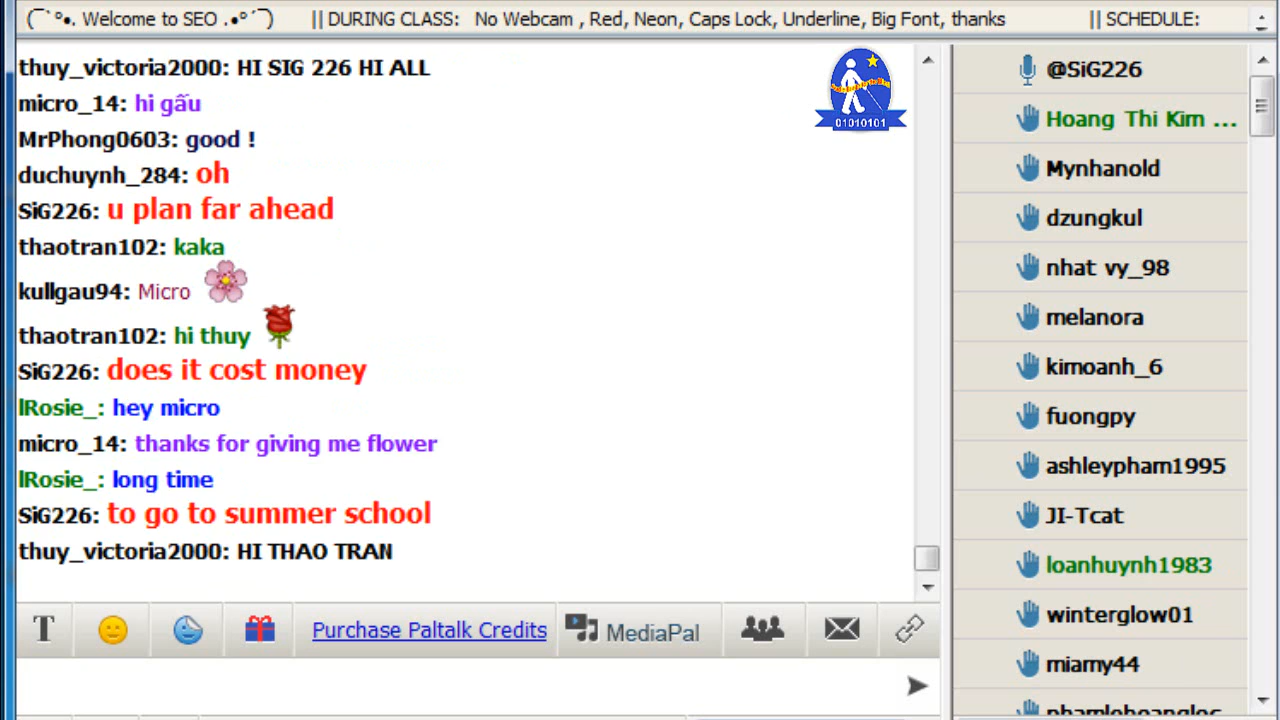 (¯`°•. Welcome to SEO .•°´¯) || DURING CLASS: No Webcam , Red, Neon, Caps Lock, Underline, Big Font, thanks || SCHEDULE:
thuy_victoria2000: HI SIG 226 HI ALL
micro_14: hi gấu
MrPhong0603: good !
duchuynh_284: oh
SiG226: u plan far ahead
thaotran102: kaka
kullgau94: Micro
thaotran102: hi thuy
SiG226: does it cost money
lRosie_: hey micro
micro_14: thanks for giving me flower
lRosie_: long time
SiG226: to go to summer school
thuy_victoria2000: HI THAO TRAN
01010101
T
Purchase Paltalk Credits
MediaPal
@SiG226
Hoang Thi Kim ...
Mynhanold
dzungkul
nhat vy_98
melanora
kimoanh_6
fuongpy
ashleypham1995
JI-Tcat
loanhuynh1983
winterglow01
miamy44